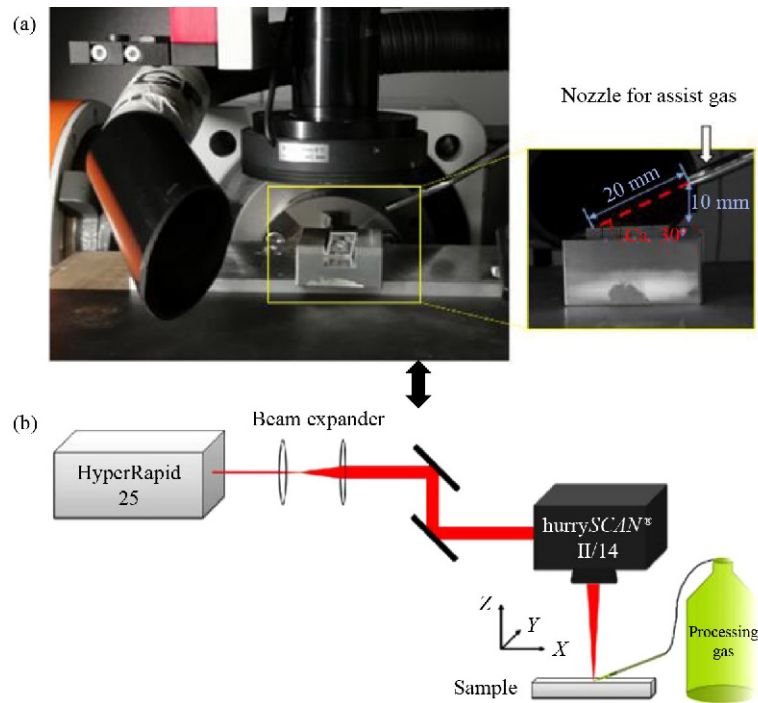 (a)
Nozzle for assist gas
20 mm
10 mm
Ca. 30°
(b)
Beam expander
HyperRapid
25
hurrySCAN®
II/14
Z
Y
X
Processing
gas
Sample